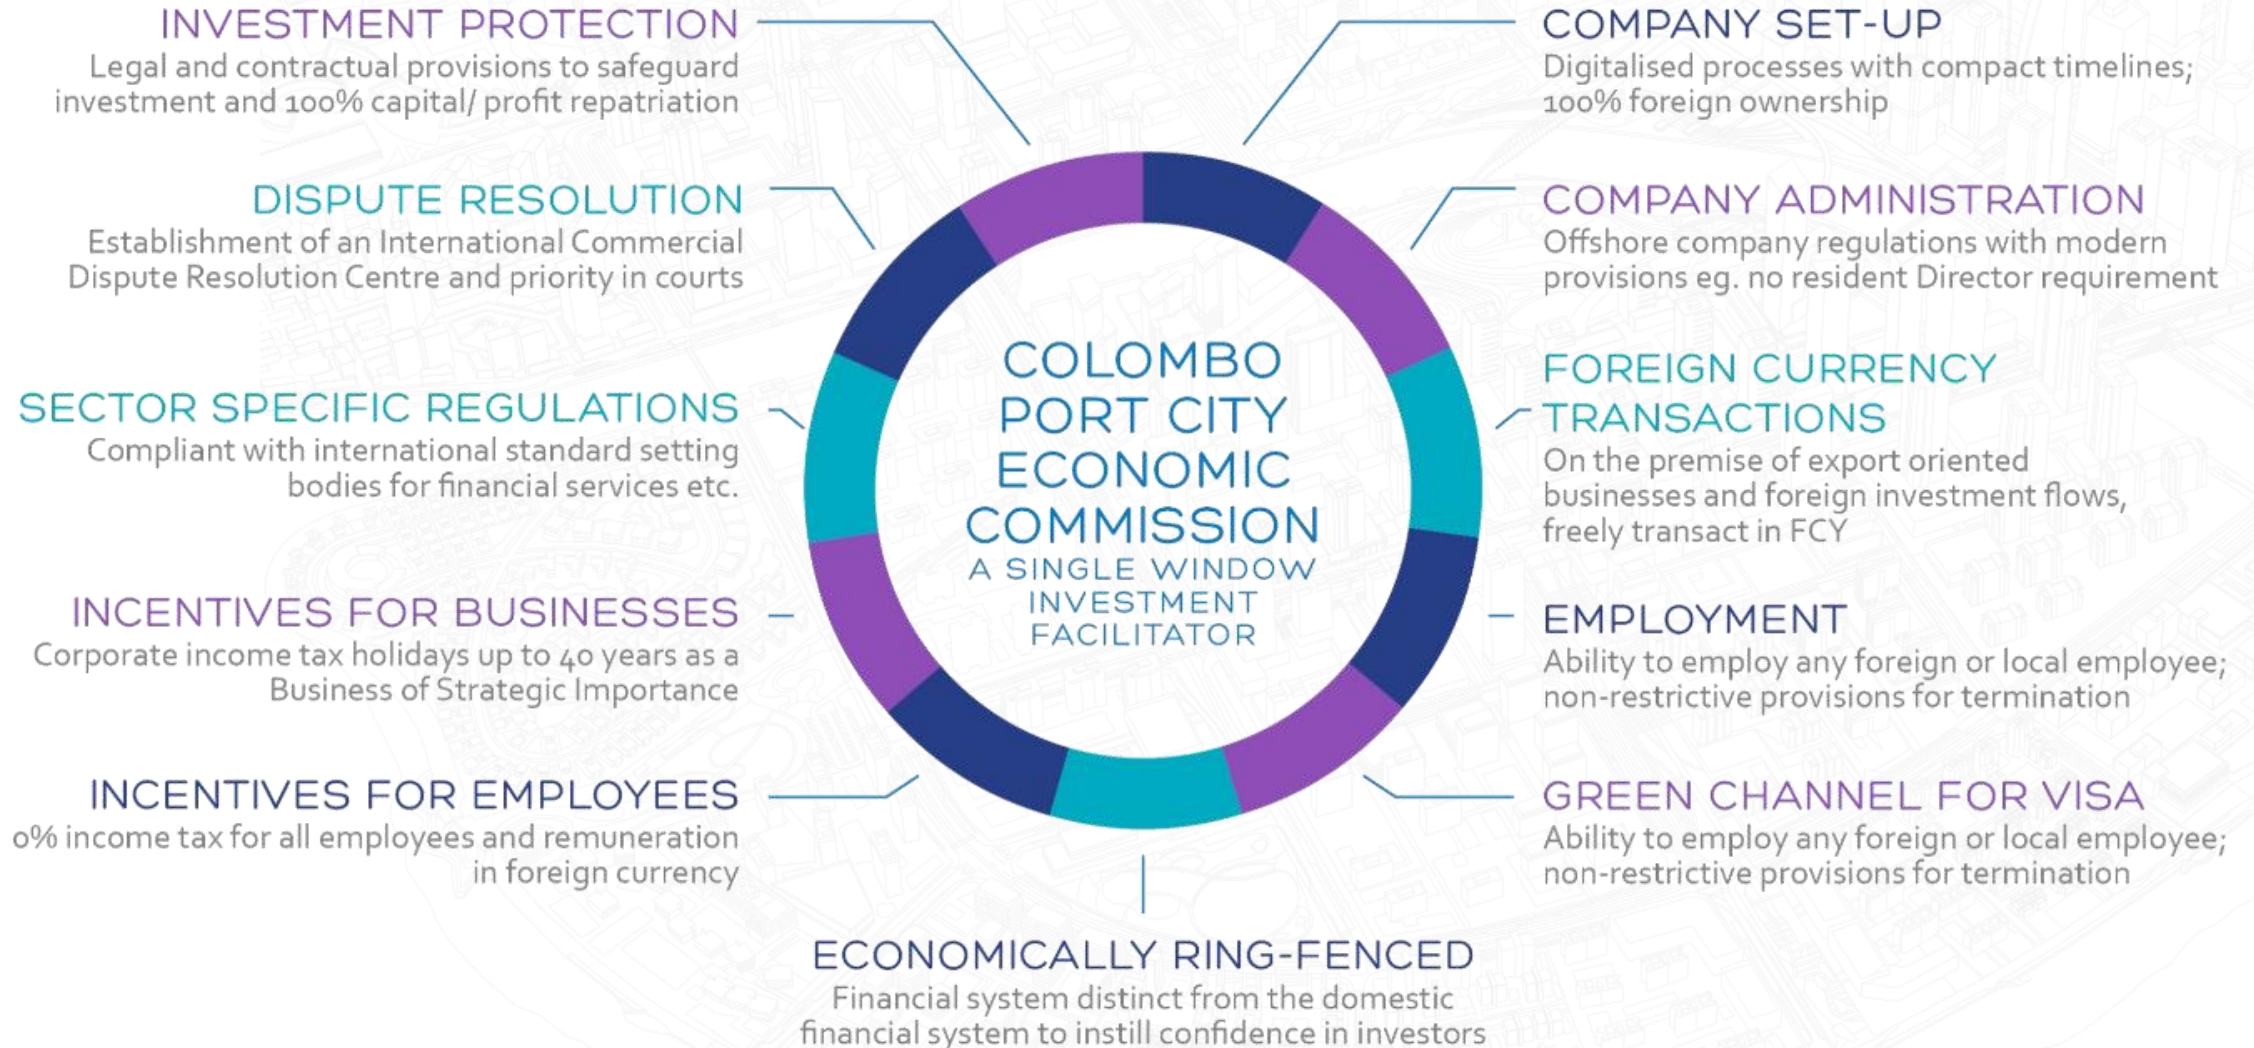 INVESTMENT PROTECTION
Legal and contractual provisions to safeguard
investment and 100% capital/ profit repatriation
DISPUTE RESOLUTION
Establishment of an International Commercial
Dispute Resolution Centre and priority in courts
SECTOR SPECIFIC REGULATIONS
Compliant with international standard setting
bodies for financial services etc.
INCENTIVES FOR BUSINESSES
Corporate income tax holidays up to 40 years as a
Business of Strategic Importance
INCENTIVES FOR EMPLOYEES
0% income tax for all employees and remuneration
in foreign currency
COLOMBO
PORT CITY
ECONOMIC
COMMISSION
A SINGLE WINDOW
INVESTMENT
FACILITATOR
ECONOMICALLY RING-FENCED
Financial system distinct from the domestic
financial system to instill confidence in investors
COMPANY SET-UP
Digitalised processes with compact timelines;
100% foreign ownership
COMPANY ADMINISTRATION
Offshore company regulations with modern
provisions eg. no resident Director requirement
FOREIGN CURRENCY
TRANSACTIONS
On the premise of export oriented
businesses and foreign investment flows,
freely transact in FCY
EMPLOYMENT
Ability to employ any foreign or local employee;
non-restrictive provisions for termination
GREEN CHANNEL FOR VISA
Ability to employ any foreign or local employee;
non-restrictive provisions for termination